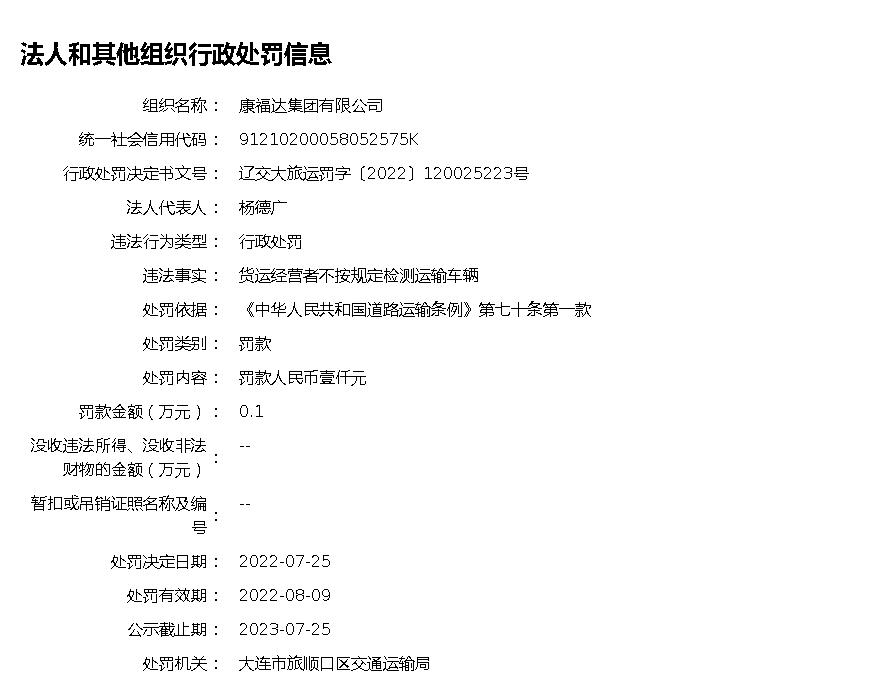 法人和其他组织行政处罚信息
组织名称： 康福达集团有限公司
统一社会信用代码： 91210200058052575K
行政处罚决定书文号： 辽交大旅运罚字〔2022〕120025223号
法人代表人： 杨德广
违法行为类型： 行政处罚
违法事实： 货运经营者不按规定检测运输车辆
处罚依据： 《中华人民共和国道路运输条例》第七十条第一款
处罚类别： 罚款
处罚内容： 罚款人民币壹仟元
罚款金额（万元）： 0.1
没收违法所得、没收非法
财物的金额（万元）： --
暂扣或吊销证照名称及编
号： --
处罚决定日期： 2022-07-25
处罚有效期： 2022-08-09
公示截止期： 2023-07-25
处罚机关： 大连市旅顺口区交通运输局